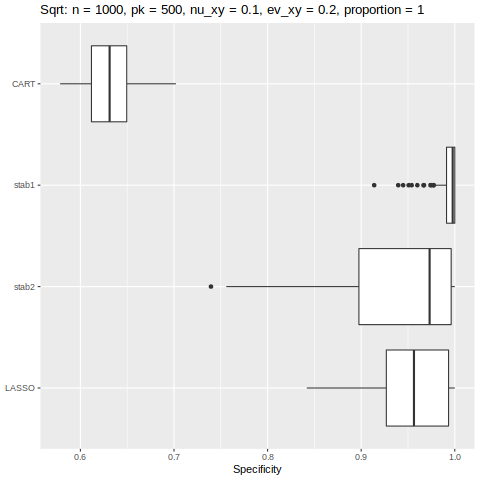 Sqrt: n = 1000, pk = 500, nu_xy = 0.1, ev_xy = 0.2, proportion = 1
CART
stab1
stab2
LASSO
0.6 0.7 0.8 0.9 1.0
Specificity